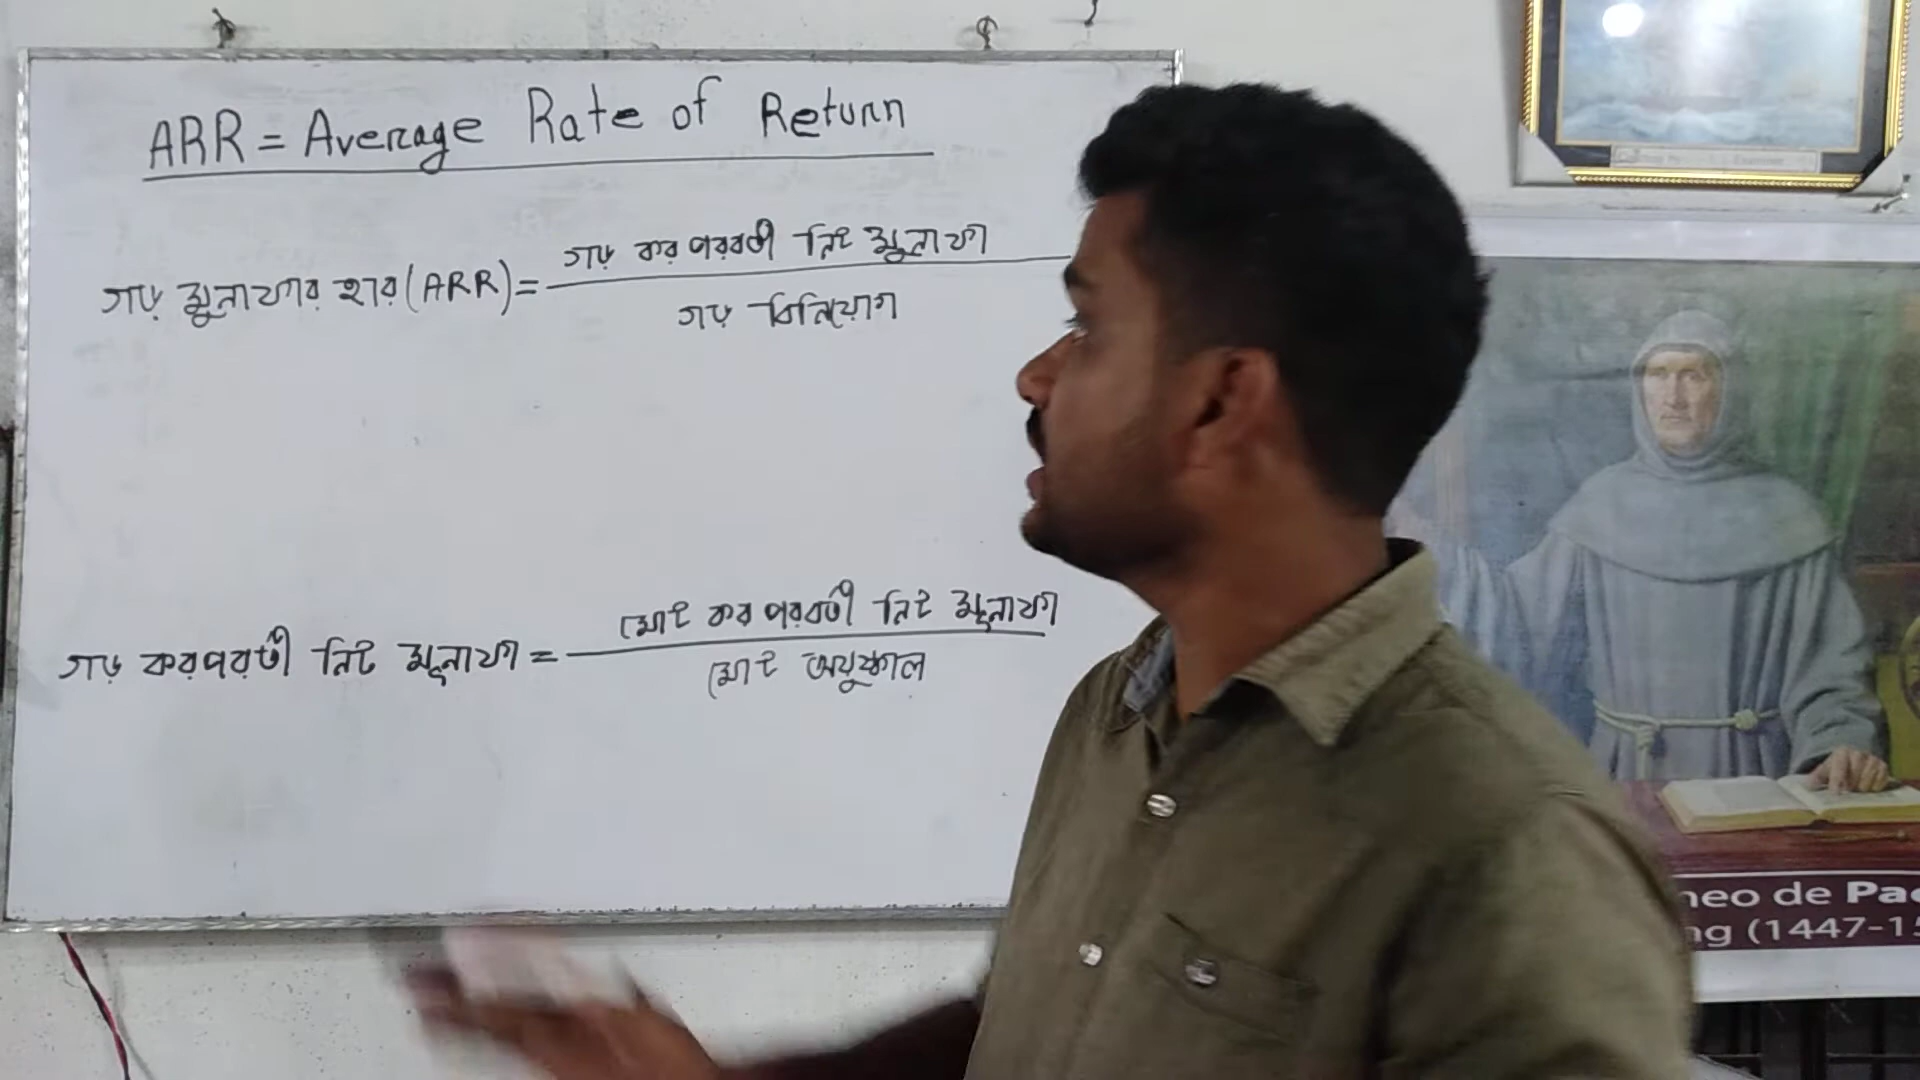 ARR = Average Rate of Return
গড় মুনাফার হার (ARR) = গড় কর পরবর্তী নিট মুনাফা
গড় বিনিয়োগ
গড় করপরবর্তী নিট মুনাফা = মোট কর পরবর্তী নিট মুনাফা
মোট আয়ুষ্কাল
neo de Pac
ng (1447-15